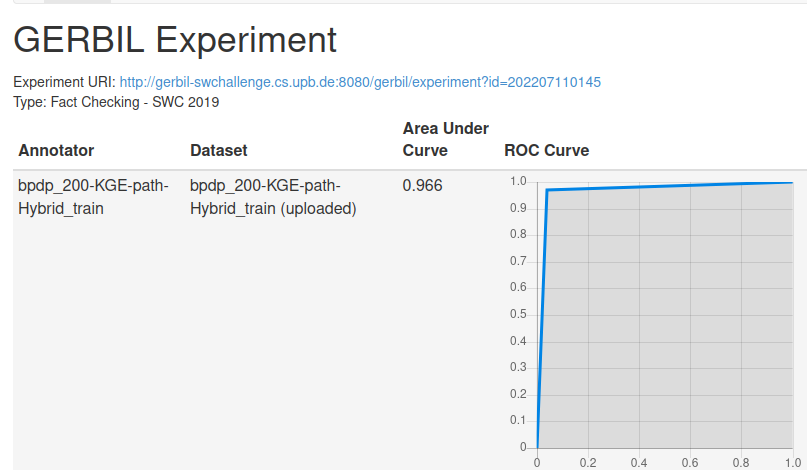 GERBIL Experiment
Experiment URI: http://gerbil-swchallenge.cs.upb.de:8080/gerbil/experiment?id=202207110145
Type: Fact Checking - SWC 2019
Annotator Dataset Area Under Curve ROC Curve
bpdp_200-KGE-path- bpdp_200-KGE-path- 0.966
Hybrid_train Hybrid_train (uploaded)
1.0
0.9
0.8
0.7
0.6
0.5
0.4
0.3
0.2
0.1
0
0 0.2 0.4 0.6 0.8 1.0